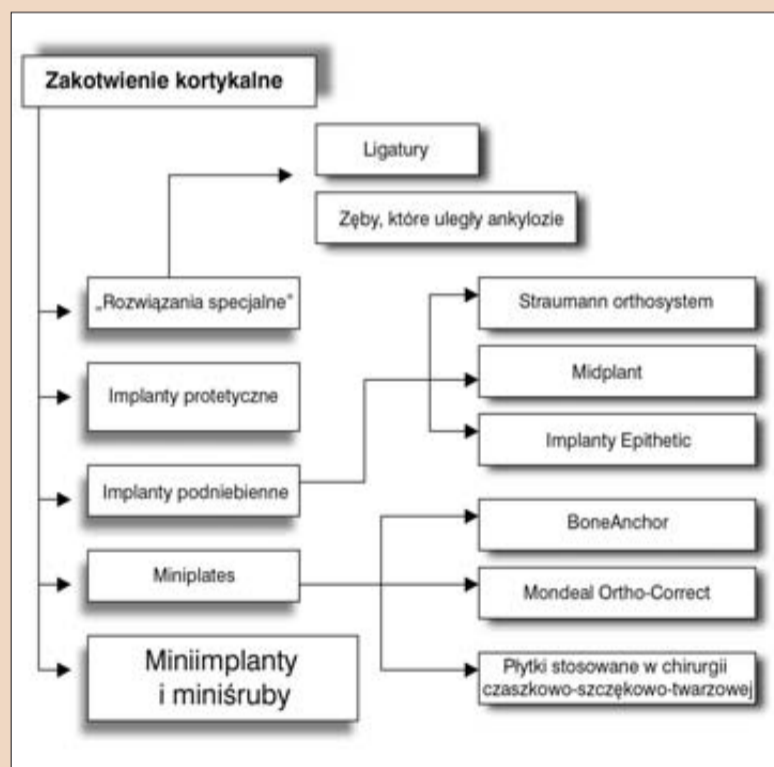 Zakotwienie kortykalne
Ligatury
Zęby, które uległy ankylozie
„Rozwiązania specjalne"
Straumann orthosystem
Implanty protetyczne
Midplant
Implanty Epithetic
Implanty podniebienne
BoneAnchor
Miniplates
Mondeal Ortho-Correct
Miniimplanty
i miniśruby
Płytki stosowane w chirurgii
czaszkowo-szczękowo-twarzowej